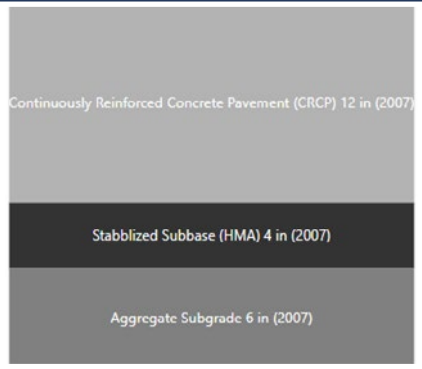 Continuously Reinforced Concrete Pavement (CRCP) 12 in (2007)
Stabblized Subbase (HMA) 4 in (2007)
Aggregate Subgrade 6 in (2007)